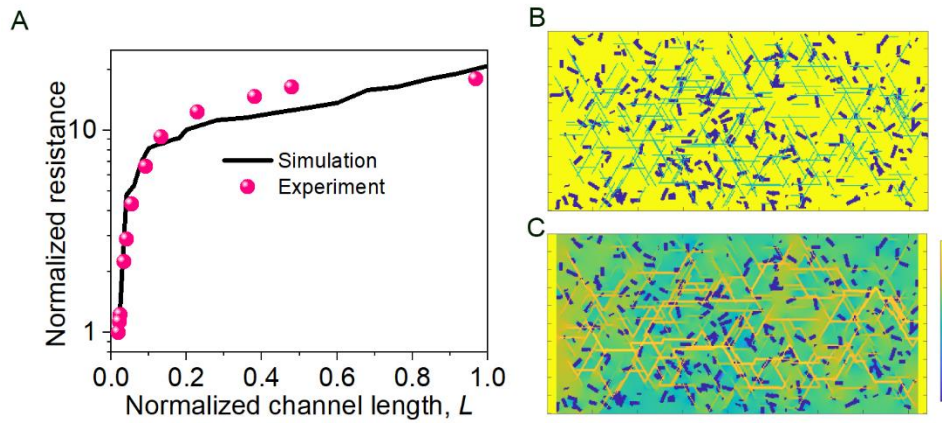 A
Normalized resistance
10
1
Simulation
Experiment
0.0 0.2 0.4 0.6 0.8 1.0
Normalized channel length, L
B
C